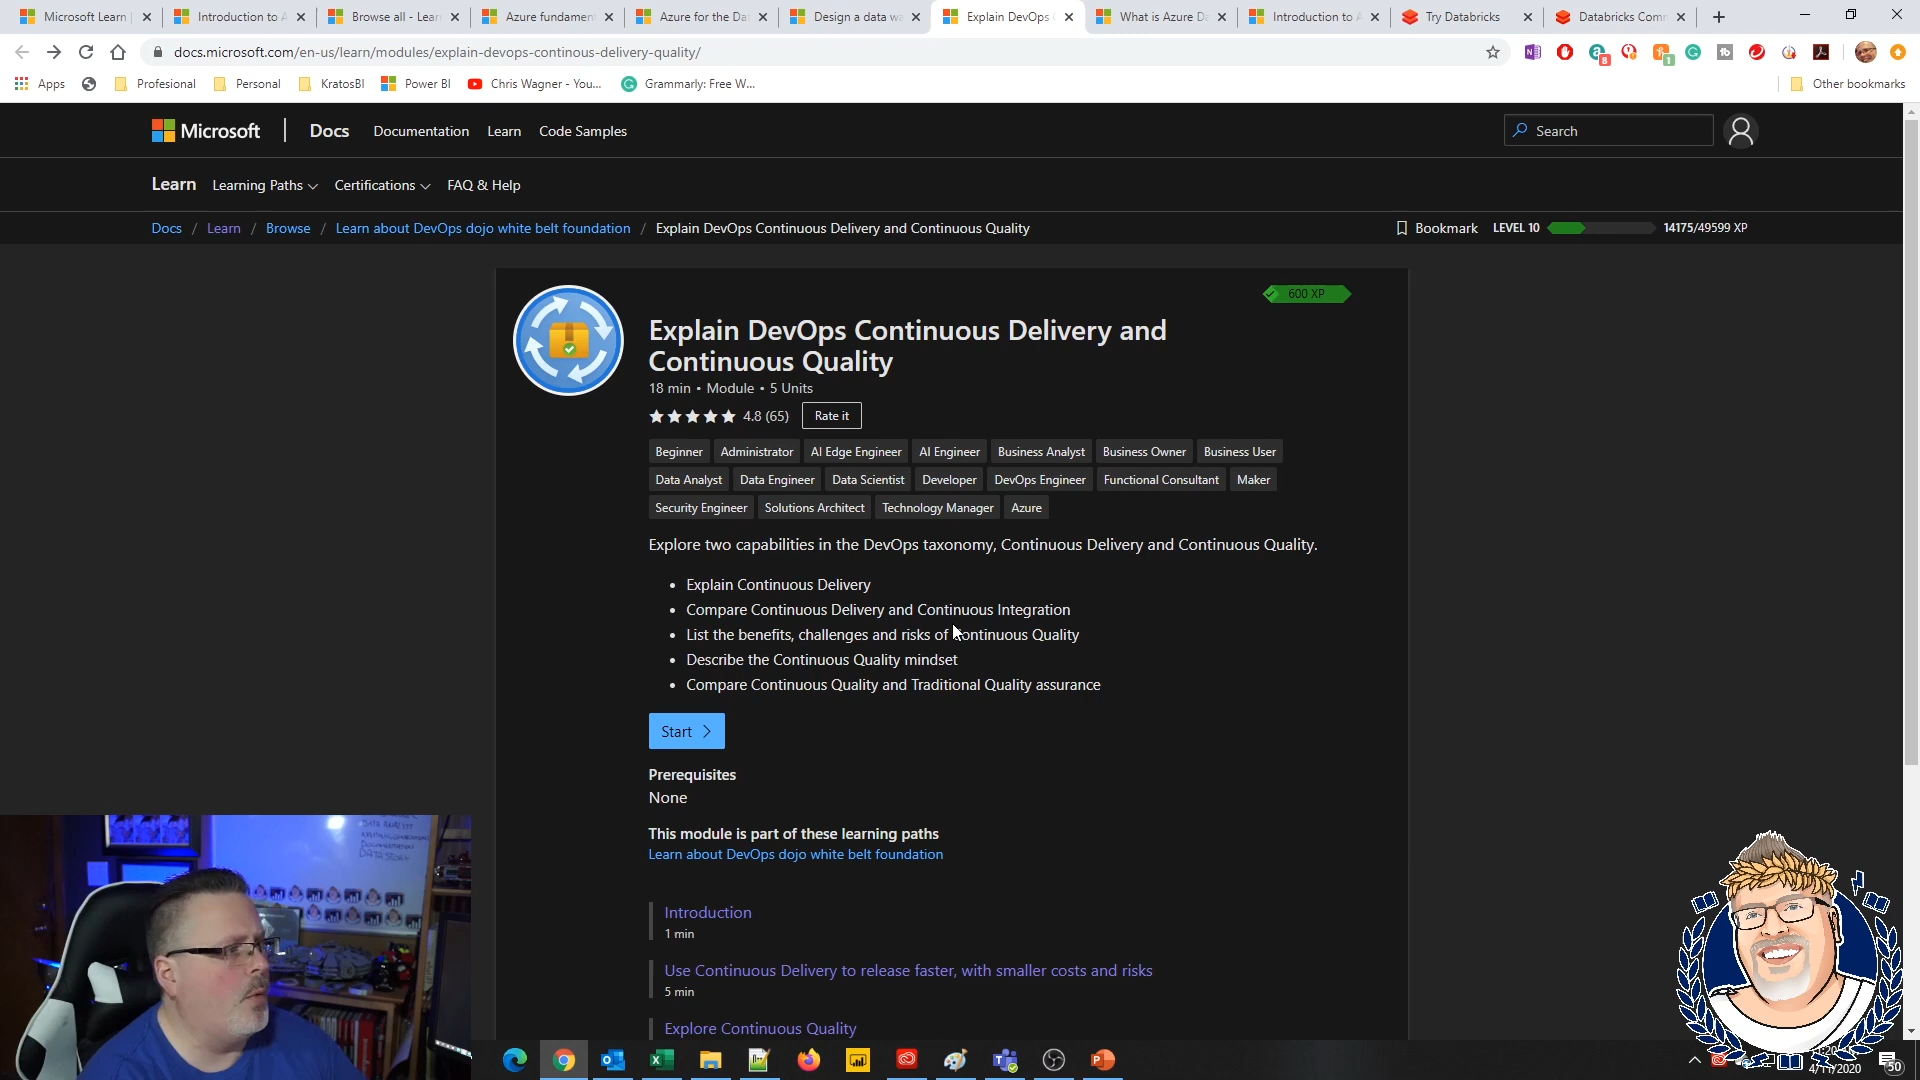 Microsoft Learn
Introduction to A
Browse all - Lear
Azure fundamen
Azure for the Da
Design a data wa
Explain DevOps C
What is Azure Da
Introduction to A
Try Databricks
Databricks Com
docs.microsoft.com/en-us/learn/modules/explain-devops-continous-delivery-quality/
Apps
Profesional
Personal
KratosBI
Power BI
Chris Wagner - You...
Grammarly: Free W...
Other bookmarks
Microsoft
Docs
Documentation
Learn
Code Samples
Search
Learn
Learning Paths
Certifications
FAQ & Help
Docs / Learn / Browse / Learn about DevOps dojo white belt foundation / Explain DevOps Continuous Delivery and Continuous Quality
Bookmark
LEVEL 10
14175/49599 XP
600 XP
Explain DevOps Continuous Delivery and
Continuous Quality
18 min • Module • 5 Units
4.8 (65)
Rate it
Beginner Administrator AI Edge Engineer AI Engineer Business Analyst Business Owner Business User
Data Analyst Data Engineer Data Scientist Developer DevOps Engineer Functional Consultant Maker
Security Engineer Solutions Architect Technology Manager Azure
Explore two capabilities in the DevOps taxonomy, Continuous Delivery and Continuous Quality.
• Explain Continuous Delivery
• Compare Continuous Delivery and Continuous Integration
• List the benefits, challenges and risks of Continuous Quality
• Describe the Continuous Quality mindset
• Compare Continuous Quality and Traditional Quality assurance
Start
Prerequisites
None
This module is part of these learning paths
Learn about DevOps dojo white belt foundation
Introduction
1 min
Use Continuous Delivery to release faster, with smaller costs and risks
5 min
Explore Continuous Quality
4/11/2020
50